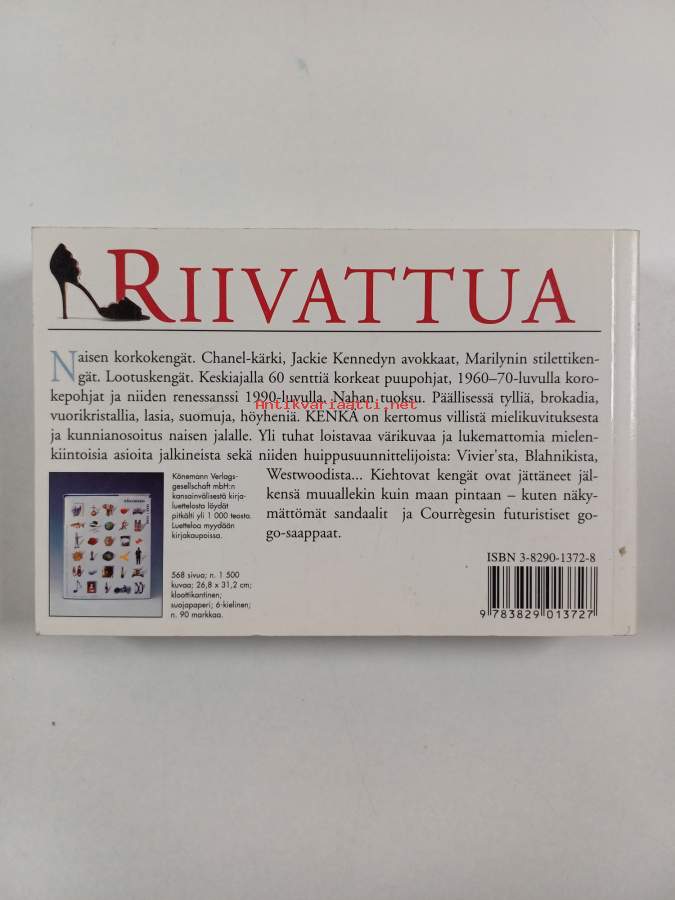 RIIVATTUA
Naisen korkokengät. Chanel-kärki, Jackie Kennedyn avokkaat, Marilynin stilettiken-
gät. Lootuskengät. Keskiajalla 60 senttiä korkeat puupohjat, 1960–70-luvulla koro-
kepohjat ja niiden renessanssi 1990-luvulla. Nahan tuoksu. Päällisessä tylliä, brokadia,
Antikvariaatti.net
vuorikristallia, lasia, suomuja, höyheniä. KENKÄ on kertomus villistä mielikuvituksesta
ja kunnianosoitus naisen jalalle. Yli tuhat loistavaa värikuvaa ja lukemattomia mielen-
kiintoisia asioita jalkineista sekä niiden huippusuunnittelijoista: Vivier'sta, Blahnikista,
Westwoodista... Kiehtovat kengät ovat jättäneet jäl-
kensä muuallekin kuin maan pintaan – kuten näky-
mättömät sandaalit ja Courrègesin futuristiset go-
go-saappaat.
Könemann Verlags-
gesellschaft mbH:n
kansainvälisestä kirja-
luettelosta löydät
pitkälti yli 1 000 teosta.
Luetteloa myydään
kirjakaupoissa.
568 sivua; n. 1 500
kuvaa; 26,8 x 31,2 cm;
kloottikantinen;
suojapaperi; 6-kielinen;
n. 90 markkaa.
ISBN 3-8290-1372-8
9 783829 013727